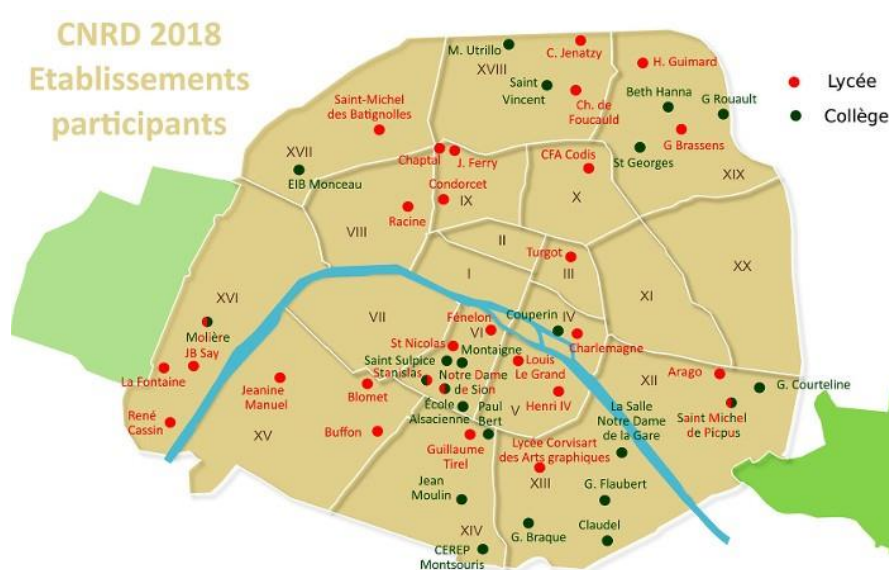 CNRD 2018
Etablissements
participants
Lycée
Collège
M. Utrillo
C. Jenatzy
XVIII
Saint
Vincent
Ch. de
Foucauld
H. Guimard
Beth Hanna
G Rouault
G Brassens
St Georges
XIX
Saint-Michel
des Batignolles
XVII
EIB Monceau
Chaptal
J. Ferry
Condorcet
IX
CFA Codis
X
Racine
VIII
II
Turgot
III
I
XX
XI
XVI
Molière
JB Say
La Fontaine
René
Cassin
VII
Fénelon
VI
Couperin
IV
Charlemagne
St Nicolas
Montaigne
Saint Sulpice
Stanislas
Notre Dame
de Sion
École
Alsacienne
Louis
Le Grand
Henri IV
V
Paul
Bert
Jeanine
Manuel
Blomet
XV
Buffon
Guillaume
Tirel
Lycée Corvisart
des Arts graphiques
XIII
La Salle
Notre Dame
de la Gare
XII
Arago
G. Courteline
Saint Michel
de Picpus
Jean
Moulin
XIV
CEREP
Montsouris
G. Flaubert
G. Braque
Claudel